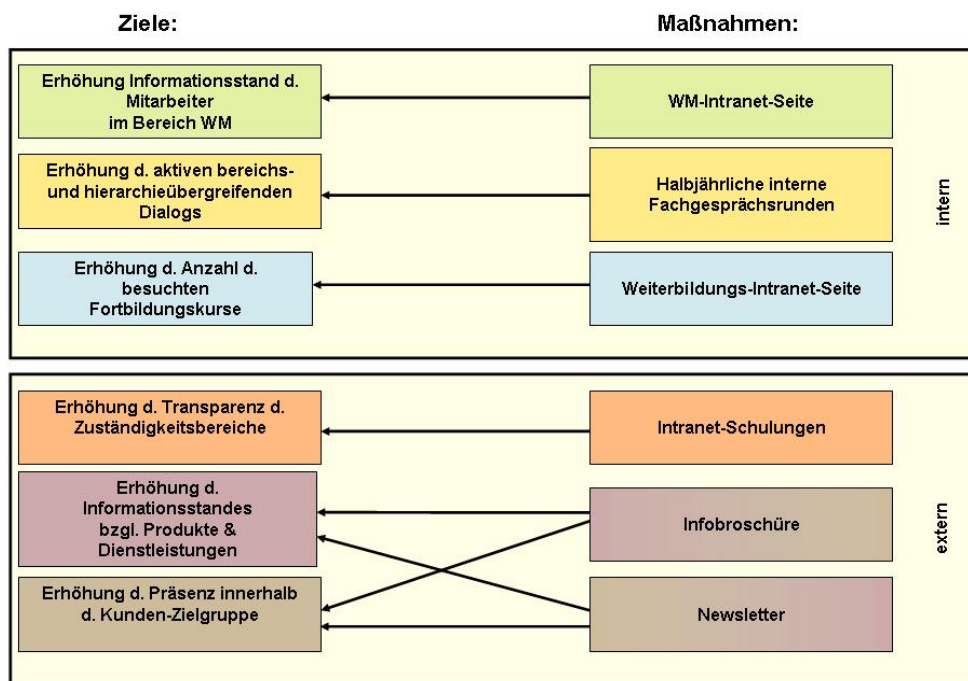 Ziele:
Maßnahmen:
Erhöhung Informationsstand d.
Mitarbeiter
im Bereich WM
WM-Intranet-Seite
Erhöhung d. aktiven bereichs-
und hierarchieübergreifenden
Dialogs
Halbjährliche interne
Fachgesprächsrunden
Erhöhung d. Anzahl d.
besuchten
Fortbildungskurse
Weiterbildungs-Intranet-Seite
intern
Erhöhung d. Transparenz d.
Zuständigkeitsbereiche
Intranet-Schulungen
Erhöhung d.
Informationsstandes
bzgl. Produkte &
Dienstleistungen
Infobroschüre
Erhöhung d. Präsenz innerhalb
d. Kunden-Zielgruppe
Newsletter
extern